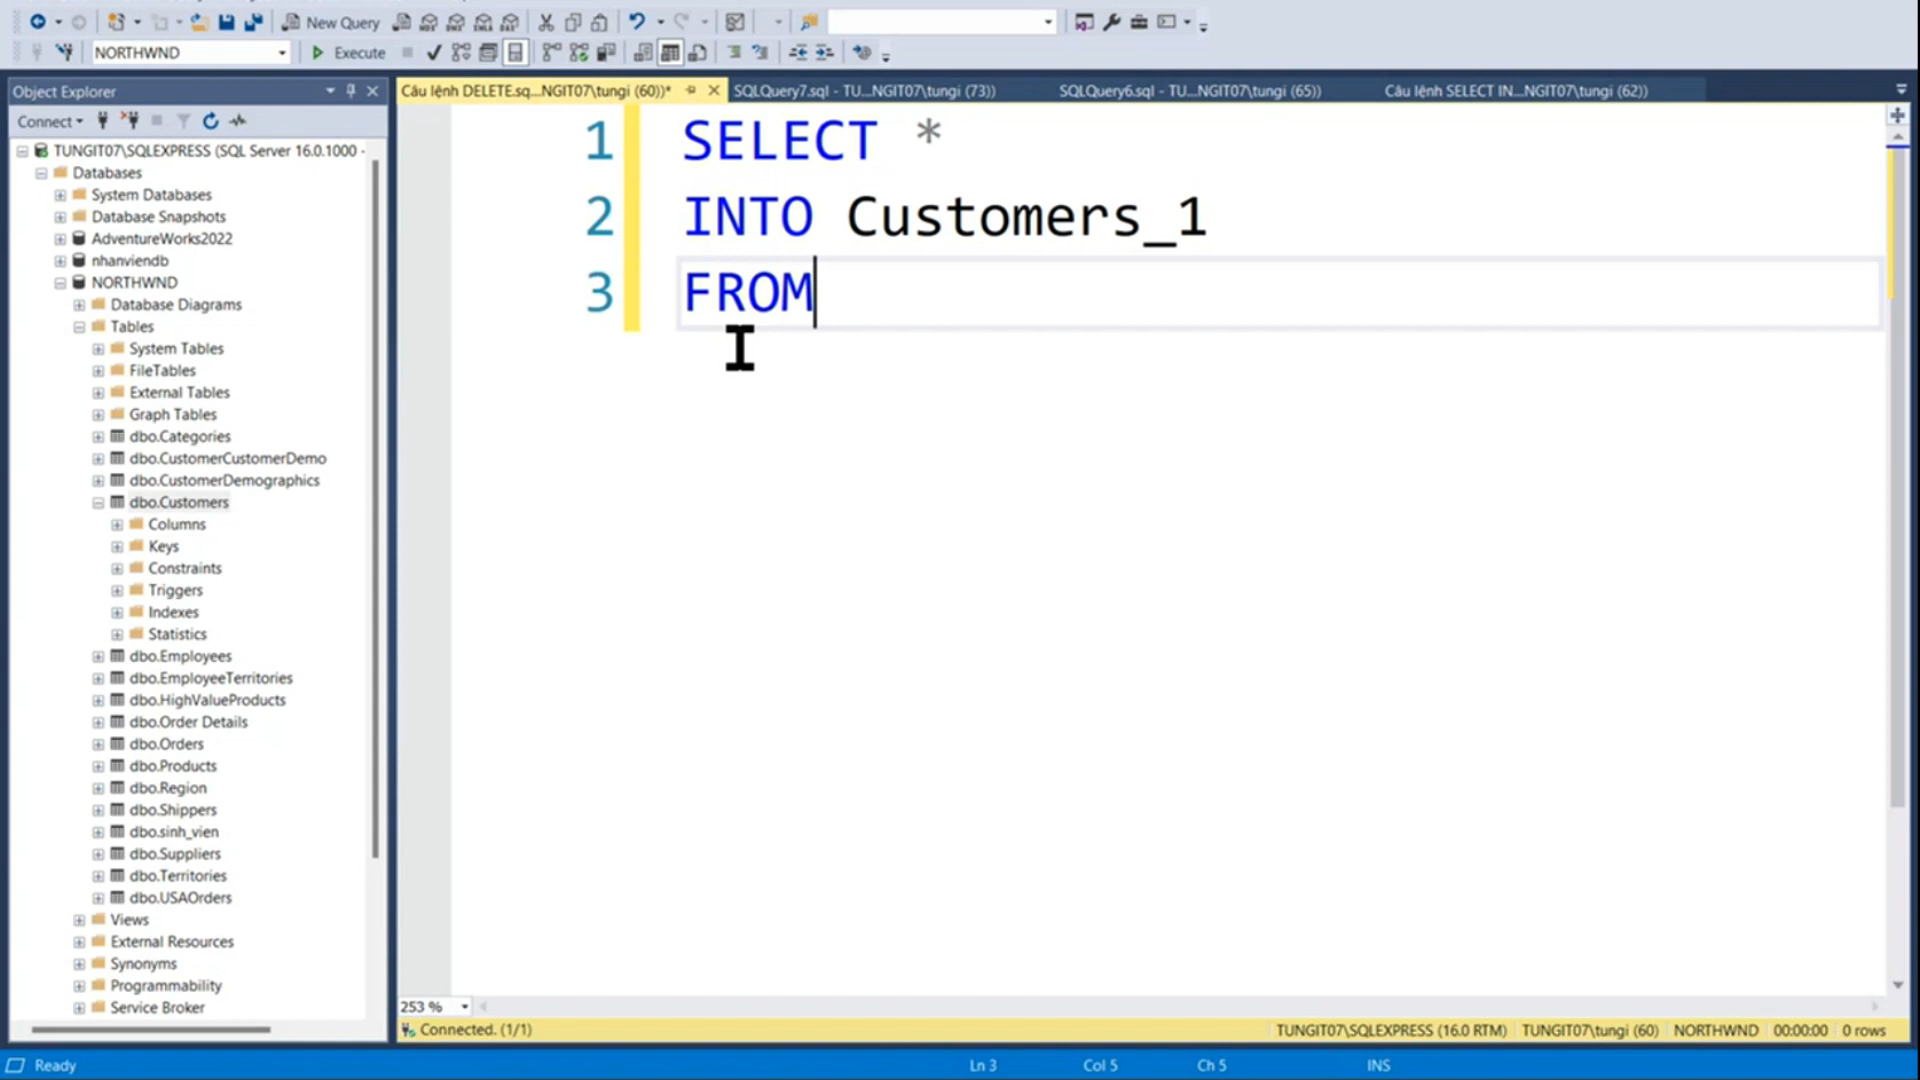 New Query
NORTHWND
Execute
Object Explorer
Connect
TUNGIT07\SQLEXPRESS (SQL Server 16.0.1000 -
Databases
System Databases
Database Snapshots
AdventureWorks2022
nhanviendb
NORTHWND
Database Diagrams
Tables
System Tables
FileTables
External Tables
Graph Tables
dbo.Categories
dbo.CustomerCustomerDemo
dbo.CustomerDemographics
dbo.Customers
Columns
Keys
Constraints
Triggers
Indexes
Statistics
dbo.Employees
dbo.EmployeeTerritories
dbo.HighValueProducts
dbo.Order Details
dbo.Orders
dbo.Products
dbo.Region
dbo.Shippers
dbo.sinh_vien
dbo.Suppliers
dbo.Territories
dbo.USAOrders
Views
External Resources
Synonyms
Programmability
Service Broker
Câu lệnh DELETE.sq...NGIT07\tungi (60))*
SQLQuery7.sql - TU...NGIT07\tungi (73))
SQLQuery6.sql - TU...NGIT07\tungi (65))
Câu lệnh SELECT IN...NGIT07\tungi (62))
1 SELECT *
2 INTO Customers_1
3 FROM
253 %
Connected. (1/1)
TUNGIT07\SQLEXPRESS (16.0 RTM) TUNGIT07\tungi (60) NORTHWND 00:00:00 0 rows
Ready
Ln 3
Col 5
Ch 5
INS